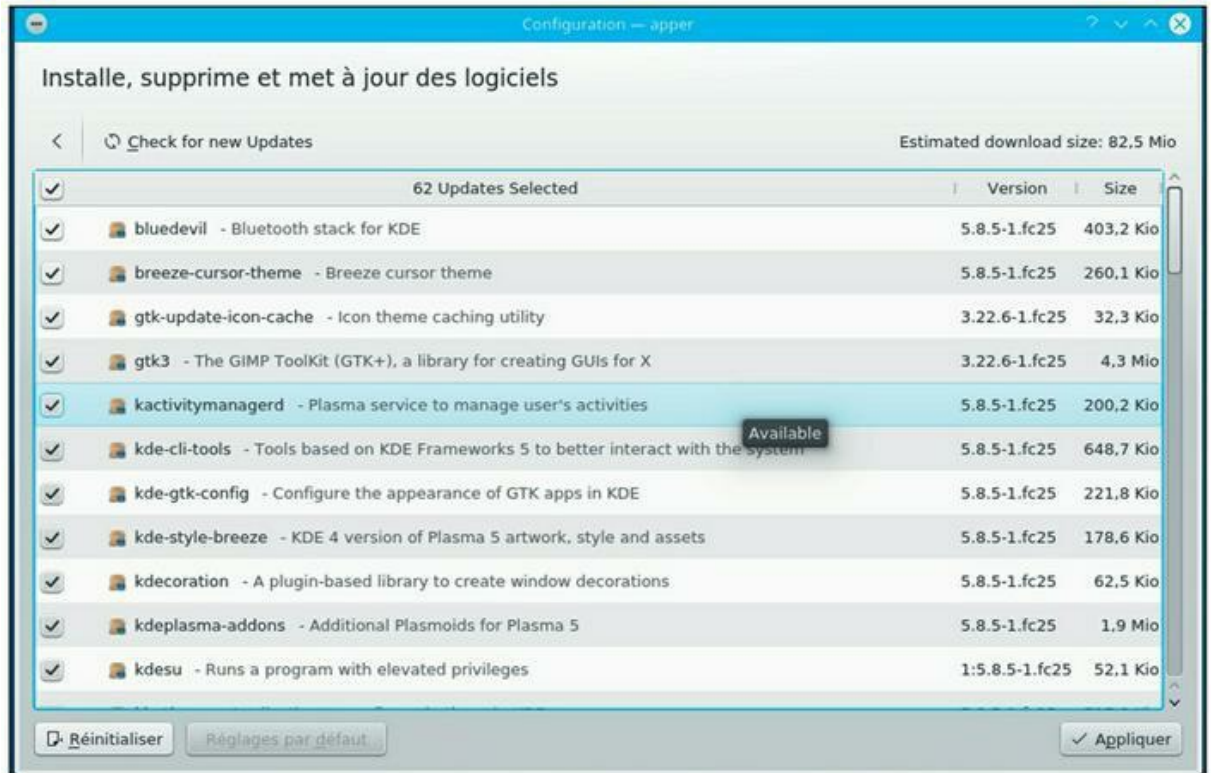 Configuration — apper
Installe, supprime et met à jour des logiciels
Check for new Updates Estimated download size: 82,5 Mio
62 Updates Selected Version Size
bluedevil - Bluetooth stack for KDE 5.8.5-1.fc25 403,2 Kio
breeze-cursor-theme - Breeze cursor theme 5.8.5-1.fc25 260,1 Kio
gtk-update-icon-cache - Icon theme caching utility 3.22.6-1.fc25 32,3 Kio
gtk3 - The GIMP ToolKit (GTK+), a library for creating GUIs for X 3.22.6-1.fc25 4,3 Mio
kactivitymanagerd - Plasma service to manage user's activities 5.8.5-1.fc25 200,2 Kio
Available
kde-cli-tools - Tools based on KDE Frameworks 5 to better interact with the system 5.8.5-1.fc25 648,7 Kio
kde-gtk-config - Configure the appearance of GTK apps in KDE 5.8.5-1.fc25 221,8 Kio
kde-style-breeze - KDE 4 version of Plasma 5 artwork, style and assets 5.8.5-1.fc25 178,6 Kio
kdecoration - A plugin-based library to create window decorations 5.8.5-1.fc25 62,5 Kio
kdeplasma-addons - Additional Plasmoids for Plasma 5 5.8.5-1.fc25 1,9 Mio
kdesu - Runs a program with elevated privileges 1:5.8.5-1.fc25 52,1 Kio
Réinitialiser Réglages par défaut Appliquer